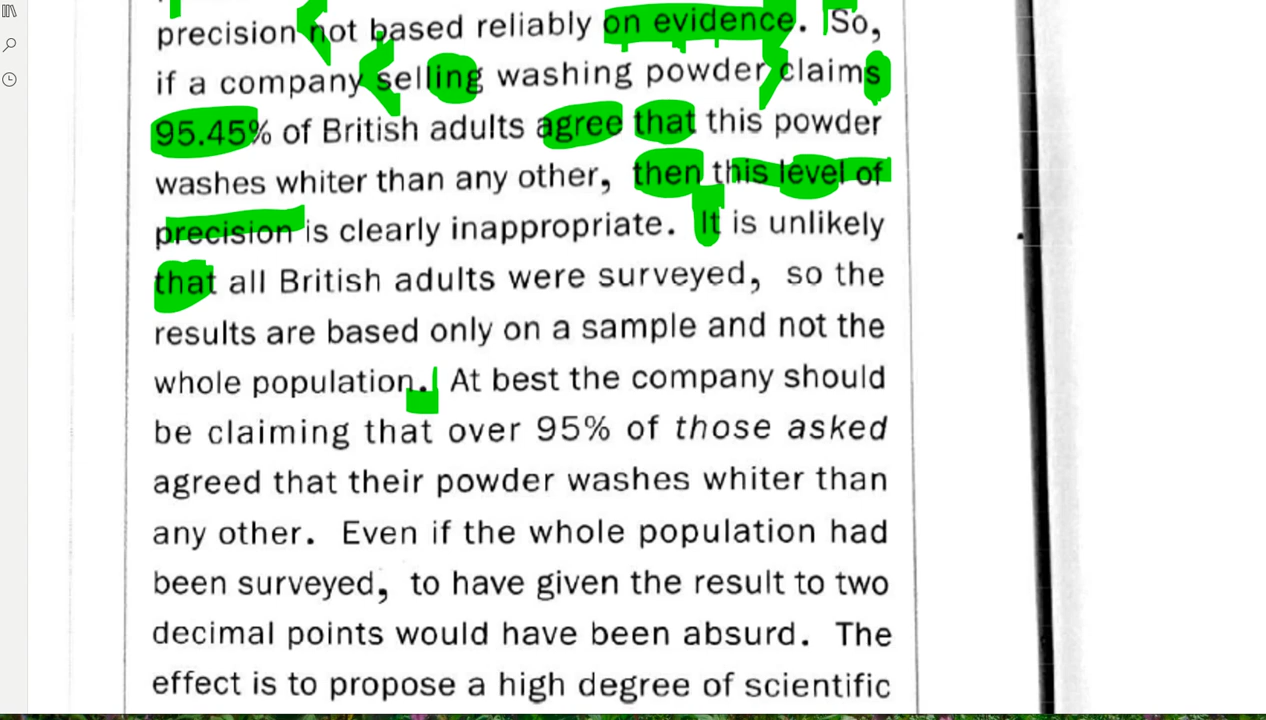 precision not based reliably on evidence. So,
if a company selling washing powder claims
95.45% of British adults agree that this powder
washes whiter than any other, then this level of
precision is clearly inappropriate. It is unlikely
that all British adults were surveyed, so the
results are based only on a sample and not the
whole population. At best the company should
be claiming that over 95% of those asked
agreed that their powder washes whiter than
any other. Even if the whole population had
been surveyed, to have given the result to two
decimal points would have been absurd. The
effect is to propose a high degree of scientific